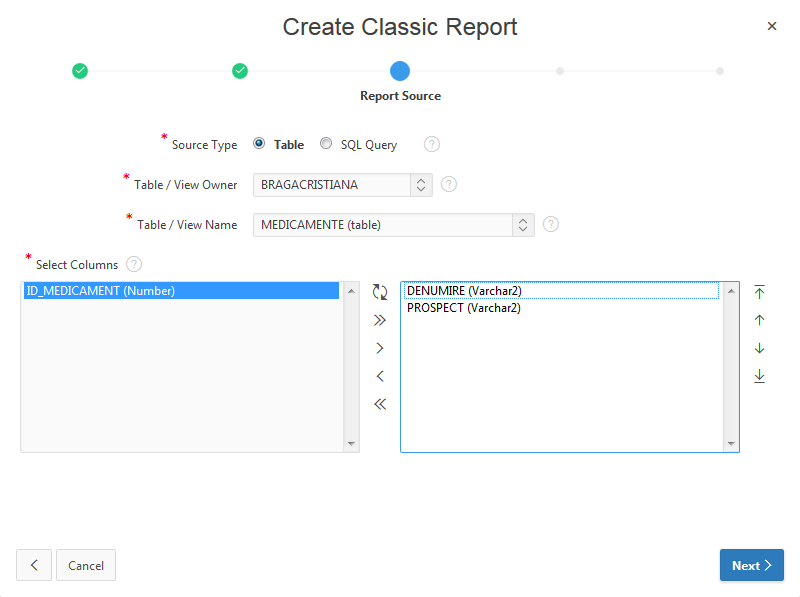 Create Classic Report
Report Source
* Source Type Table SQL Query ?
* Table / View Owner BRAGACRISTIANA ?
* Table / View Name MEDICAMENTE (table) ?
* Select Columns ?
ID_MEDICAMENT (Number)
DENUMIRE (Varchar2)
PROSPECT (Varchar2)
Cancel
Next